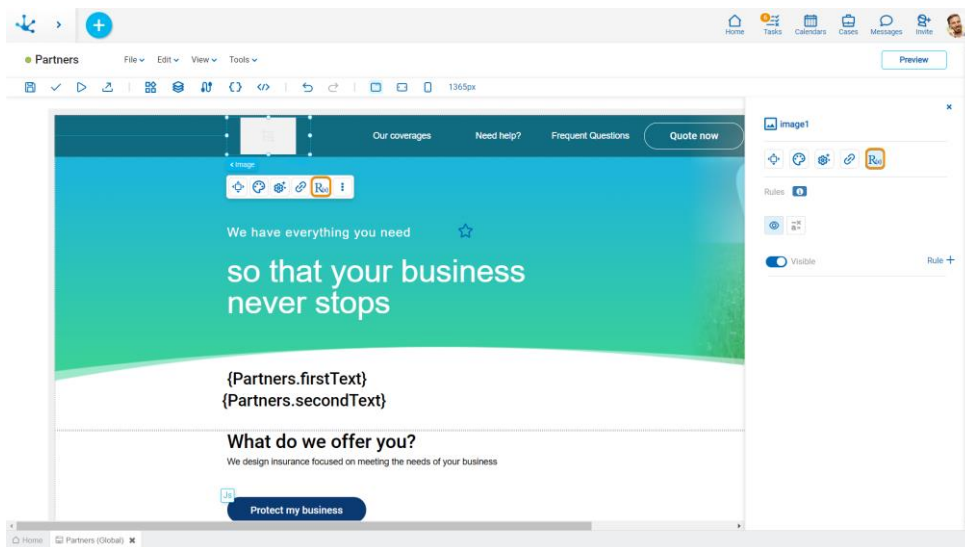 Home
Tasks
Calendars
Cases
Messages
Invite
Partners
File
Edit
View
Tools
Preview
1365px
image1
Our coverages
Need help?
Frequent Questions
Quote now
< Image
Rules
We have everything you need
so that your business
never stops
Visible
Rule +
{Partners.firstText}
{Partners.secondText}
What do we offer you?
We design insurance focused on meeting the needs of your business
Js
Protect my business
Home
Partners (Global)